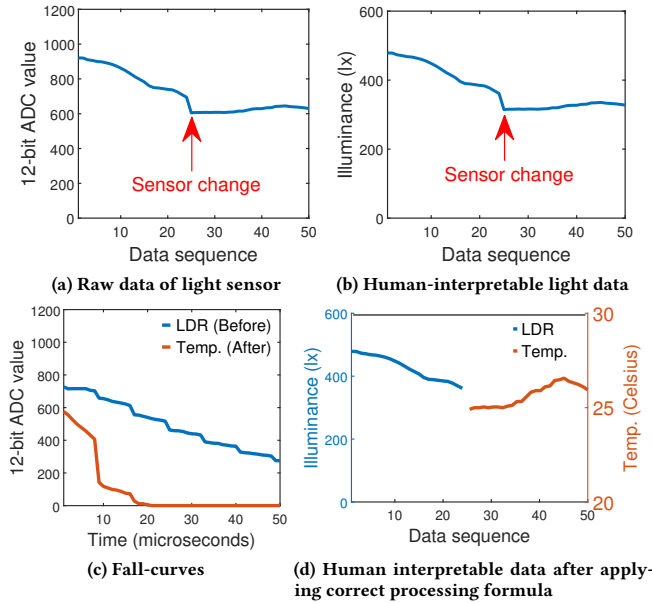 1200
1000
800
600
400
200
0
12-bit ADC value
Sensor change
10 20 30 40 50
Data sequence
(a) Raw data of light sensor
600
400
200
0
Illuminance (lx)
Sensor change
10 20 30 40 50
Data sequence
(b) Human-interpretable light data
1200
1000
800
600
400
200
0
12-bit ADC value
LDR (Before)
Temp. (After)
10 20 30 40 50
Time (microseconds)
(c) Fall-curves
600
400
200
0
Illuminance (lx)
LDR
Temp.
30
25
20
Temp. (Celsius)
10 20 30 40 50
Data sequence
(d) Human interpretable data after apply-
ing correct processing formula